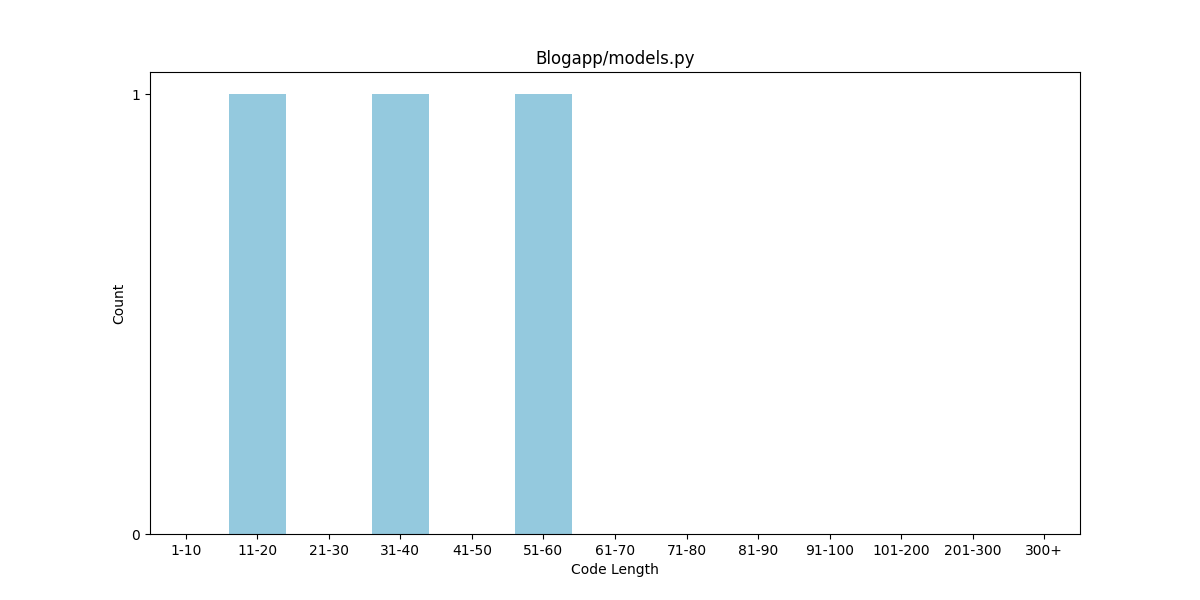 Blogapp/models.py
1
Count
0
1-10 11-20 21-30 31-40 41-50 51-60 61-70 71-80 81-90 91-100 101-200 201-300 300+
Code Length